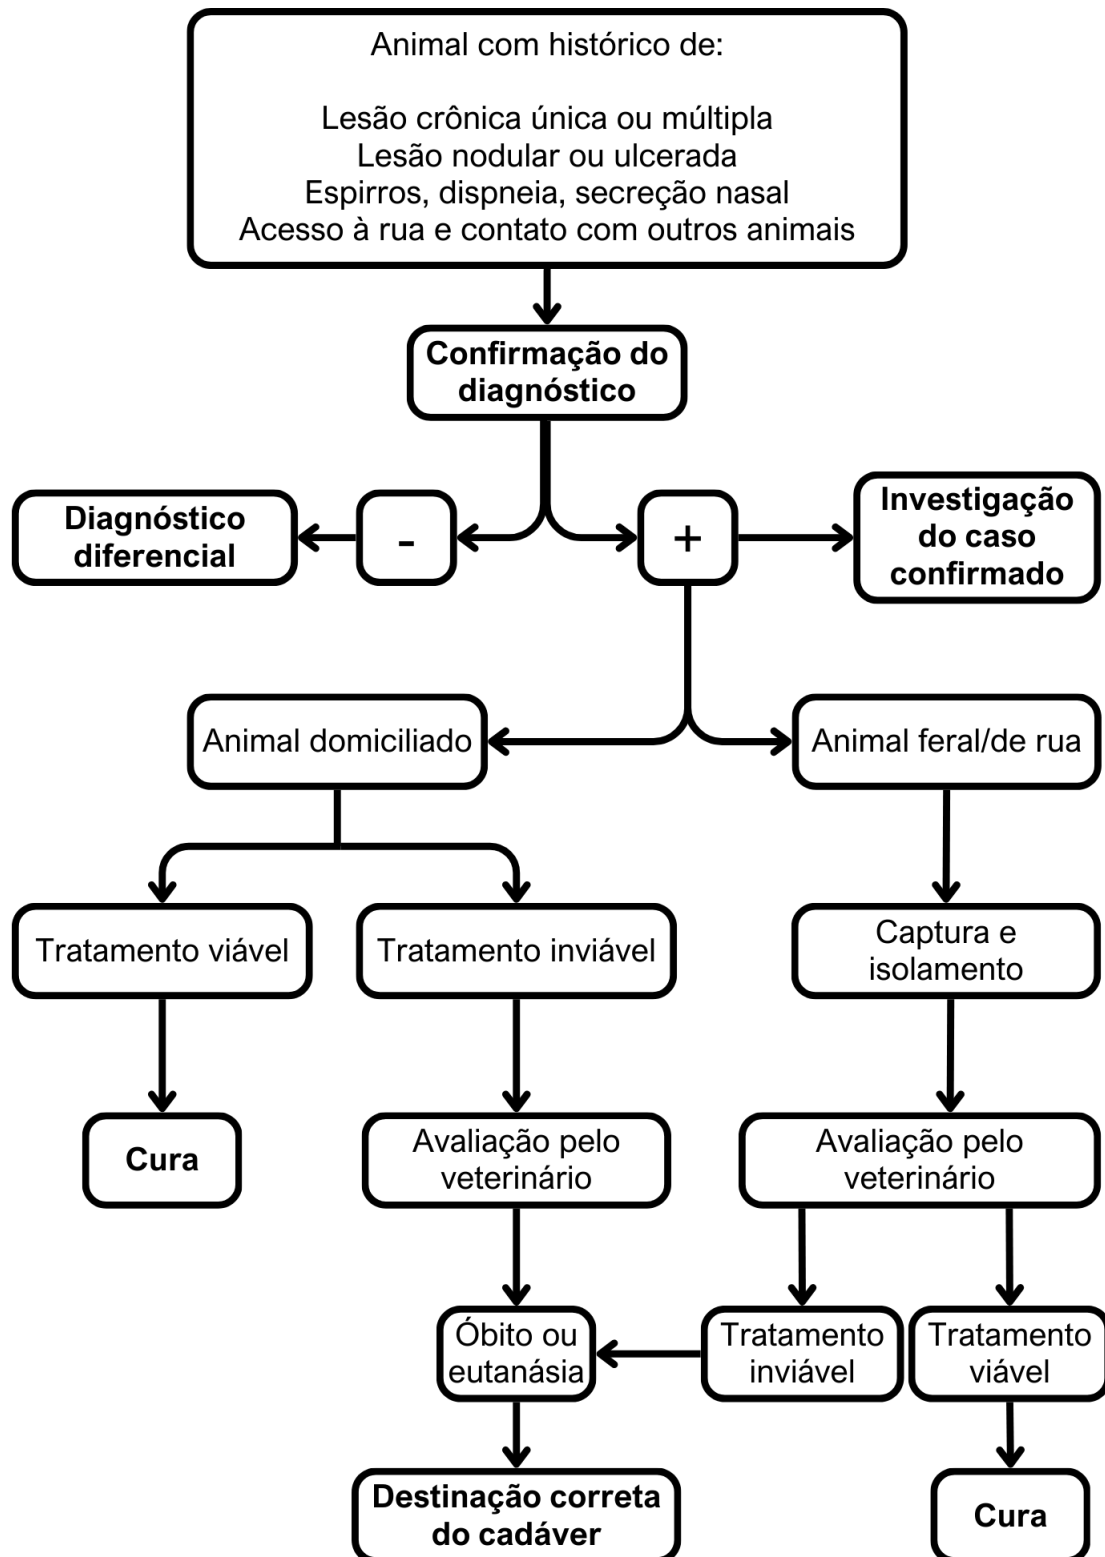 Animal com histórico de:
Lesão crônica única ou múltipla
Lesão nodular ou ulcerada
Espirros, dispneia, secreção nasal
Acesso à rua e contato com outros animais
Confirmação do
diagnóstico
Diagnóstico
diferencial
-
+
Investigação
do caso
confirmado
Animal domiciliado
Animal feral/de rua
Tratamento viável
Tratamento inviável
Captura e
isolamento
Cura
Avaliação pelo
veterinário
Avaliação pelo
veterinário
Óbito ou
eutanásia
Tratamento
inviável
Tratamento
viável
Destinação correta
do cadáver
Cura